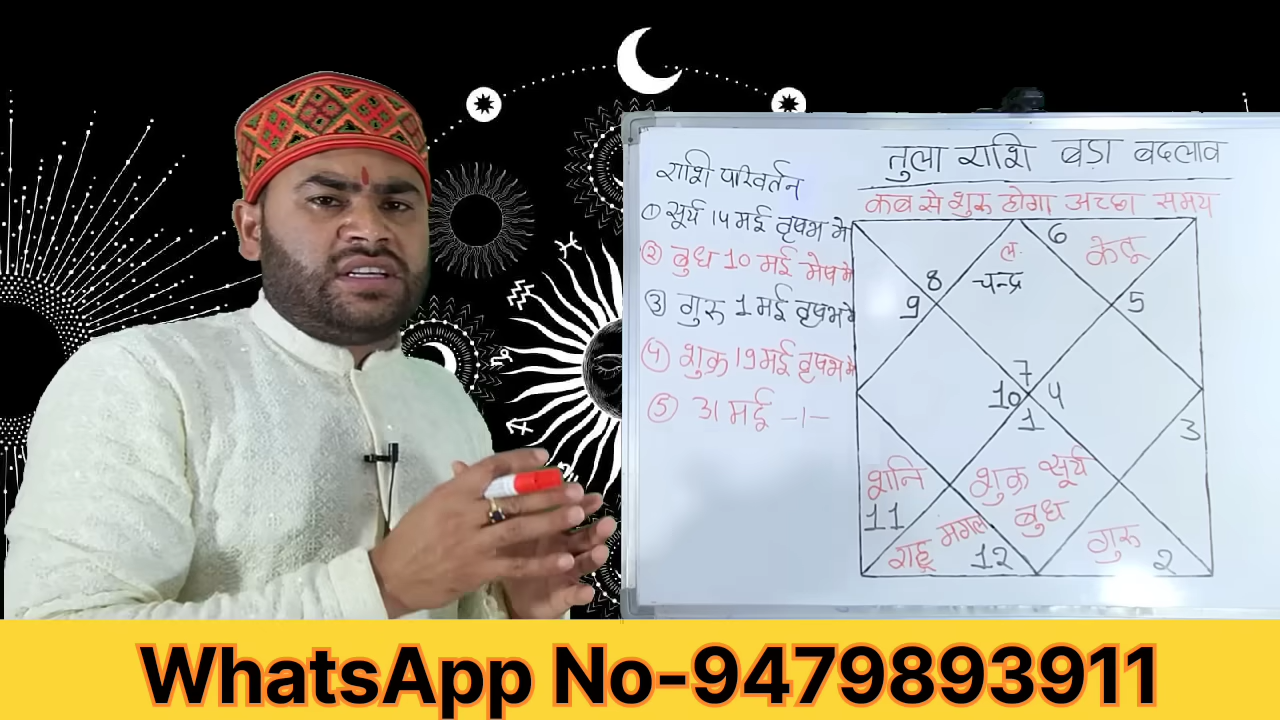 तुला राशि बड़ा बदलाव
कब से शुरू होगा अच्छा समय
राशि परिवर्तन
① सूर्य 14 मई वृषभ मे
② बुध 10 मई मेष मे
③ गुरु 1 मई वृषभ मे
④ शुक्र 19 मई वृषभ मे
⑤ 31 मई -1-
ल.
चन्द्र
6
केतू
8
9
5
7
10
4
1
3
शनि
11
शुक्र सूर्य
बुध
राहू मंगल
12
गुरु
2
WhatsApp No-9479893911